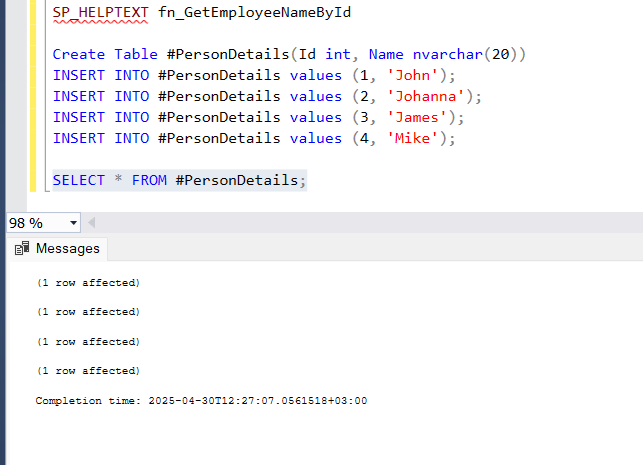 SP_HELPTEXT fn_GetEmployeeNameById
Create Table #PersonDetails(Id int, Name nvarchar(20))
INSERT INTO #PersonDetails values (1, 'John');
INSERT INTO #PersonDetails values (2, 'Johanna');
INSERT INTO #PersonDetails values (3, 'James');
INSERT INTO #PersonDetails values (4, 'Mike');
SELECT * FROM #PersonDetails;
98 %
Messages
(1 row affected)
(1 row affected)
(1 row affected)
(1 row affected)
Completion time: 2025-04-30T12:27:07.0561518+03:00